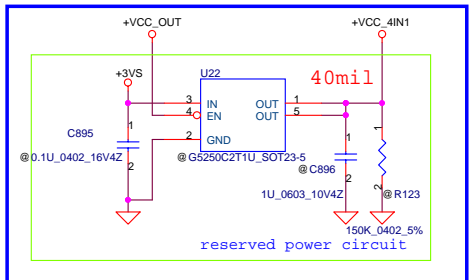 +VCC_OUT
+VCC_4IN1
+3VS
U22
40mil
3 IN OUT 1
4 EN OUT 5
2 GND
C895
1
@ 0.1U_0402_16V4Z
2
@ G5250C2T1U_SOT23-5
1
@ C896
2
1U_0603_10V4Z
1
2
@ R123
150K_0402_5%
reserved power circuit